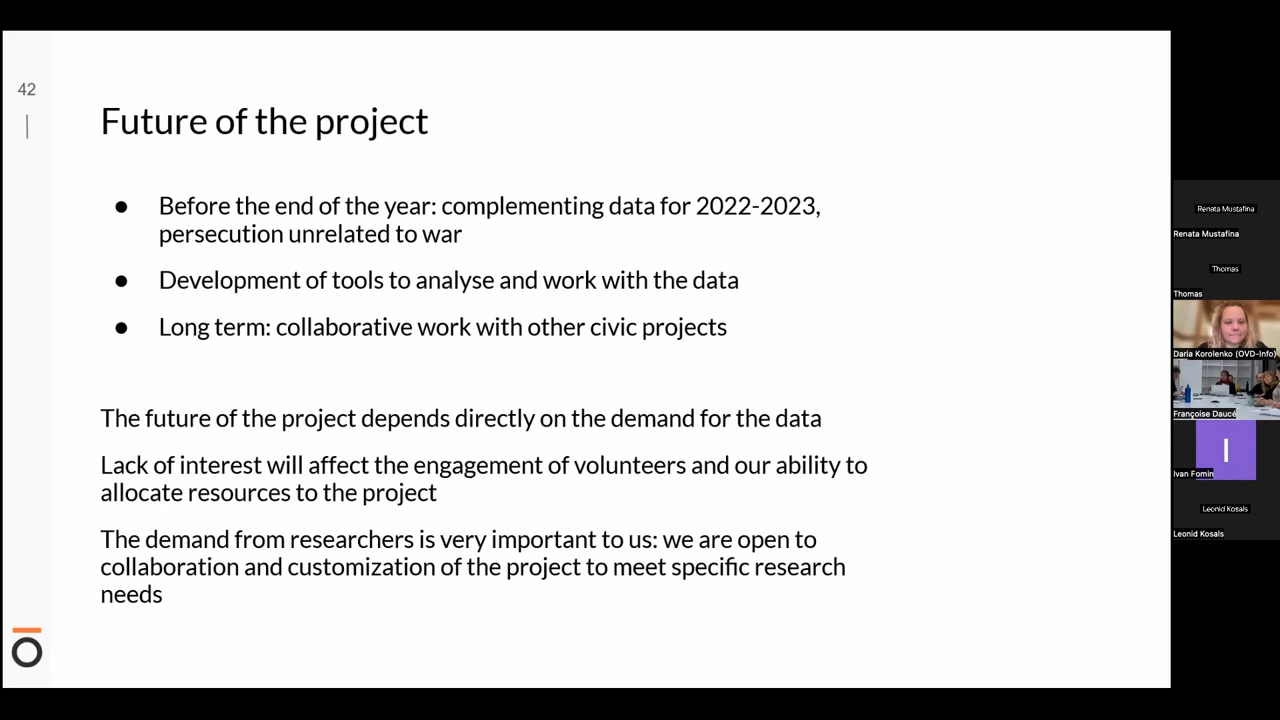 42
Future of the project
● Before the end of the year: complementing data for 2022-2023,
persecution unrelated to war
● Development of tools to analyse and work with the data
● Long term: collaborative work with other civic projects
The future of the project depends directly on the demand for the data
Lack of interest will affect the engagement of volunteers and our ability to
allocate resources to the project
The demand from researchers is very important to us: we are open to
collaboration and customization of the project to meet specific research
needs
Renata Mustafina
Renata Mustafina
Thomas
Thomas
Daria Korolenko (OVD-Info)
Françoise Daucé
I
Ivan Fomin
Leonid Kosals
Leonid Kosals